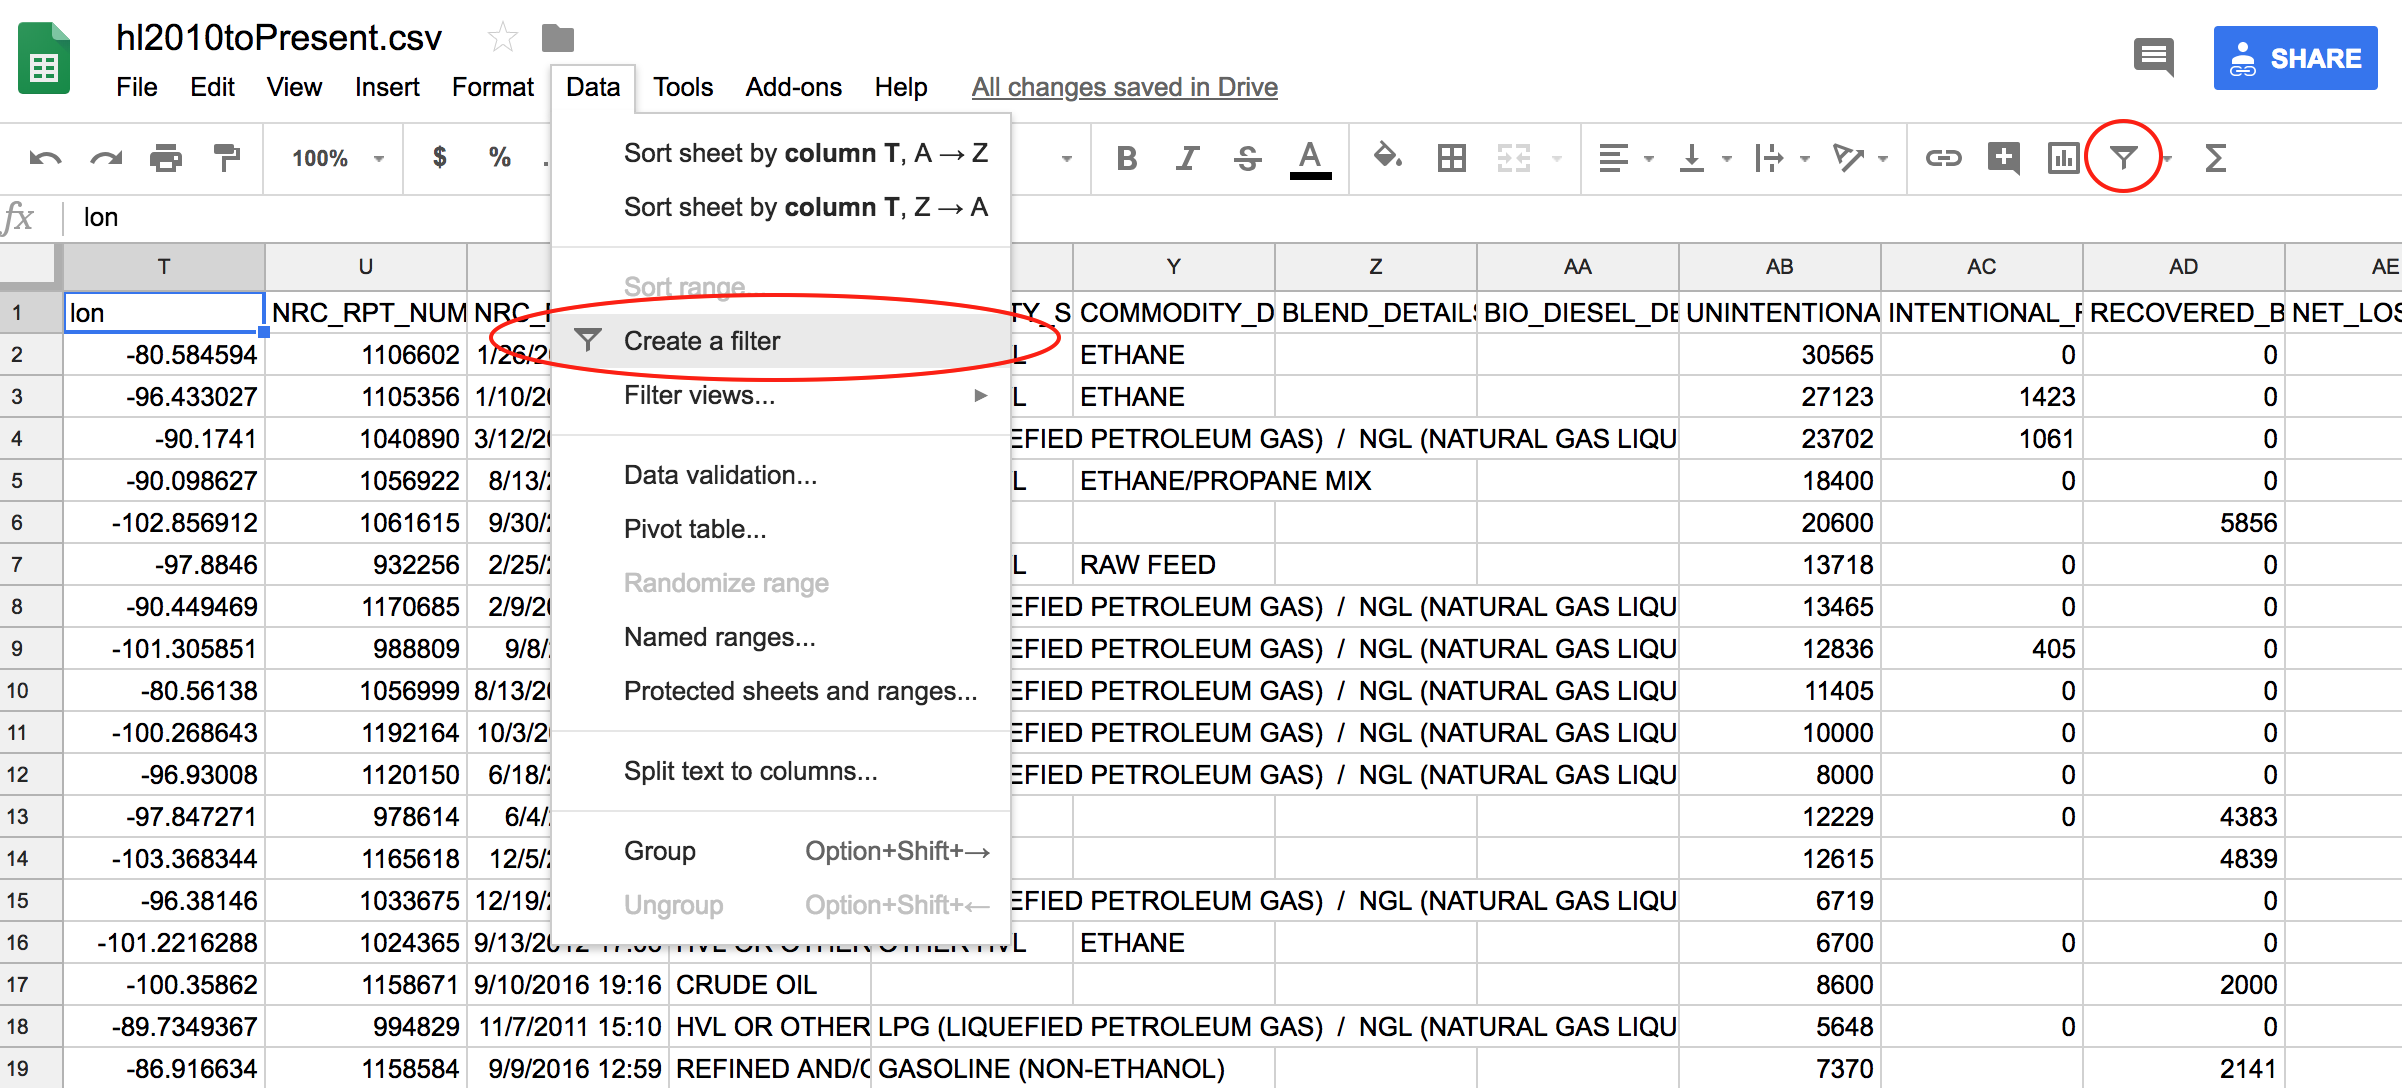 hl2010toPresent.csv
File Edit View Insert Format Data Tools Add-ons Help All changes saved in Drive
SHARE
100% $ % . B I S A Σ
fx lon
Sort sheet by column T, A → Z
Sort sheet by column T, Z → A
Sort range...
Create a filter
Filter views... ►
Data validation...
Pivot table...
Randomize range
Named ranges...
Protected sheets and ranges...
Split text to columns...
Group Option+Shift+→
Ungroup Option+Shift+←
T U Y Z AA AB AC AD AE
1 lon NRC_RPT_NUM NRC_ TY_S COMMODITY_D BLEND_DETAILS BIO_DIESEL_DE UNINTENTIONA INTENTIONAL_ RECOVERED_B NET_LOS
2 -80.584594 1106602 1/26/20 L ETHANE 30565 0 0
3 -96.433027 1105356 1/10/20 L ETHANE 27123 1423 0
4 -90.1741 1040890 3/12/20 EFIED PETROLEUM GAS) / NGL (NATURAL GAS LIQU 23702 1061 0
5 -90.098627 1056922 8/13/ L ETHANE/PROPANE MIX 18400 0 0
6 -102.856912 1061615 9/30/ 20600 5856
7 -97.8846 932256 2/25/ L RAW FEED 13718 0 0
8 -90.449469 1170685 2/9/20 EFIED PETROLEUM GAS) / NGL (NATURAL GAS LIQU 13465 0 0
9 -101.305851 988809 9/8/ EFIED PETROLEUM GAS) / NGL (NATURAL GAS LIQU 12836 405 0
10 -80.56138 1056999 8/13/20 EFIED PETROLEUM GAS) / NGL (NATURAL GAS LIQU 11405 0 0
11 -100.268643 1192164 10/3/20 EFIED PETROLEUM GAS) / NGL (NATURAL GAS LIQU 10000 0 0
12 -96.93008 1120150 6/18/ EFIED PETROLEUM GAS) / NGL (NATURAL GAS LIQU 8000 0 0
13 -97.847271 978614 6/4/ 12229 0 4383
14 -103.368344 1165618 12/5/ 12615 4839
15 -96.38146 1033675 12/19/ EFIED PETROLEUM GAS) / NGL (NATURAL GAS LIQU 6719 0
16 -101.2216288 1024365 9/13/2012 HVL OR OTHER OTHER HVL ETHANE 6700 0 0
17 -100.35862 1158671 9/10/2016 19:16 CRUDE OIL 8600 2000
18 -89.7349367 994829 11/7/2011 15:10 HVL OR OTHER LPG (LIQUEFIED PETROLEUM GAS) / NGL (NATURAL GAS LIQU 5648 0 0
19 -86.916634 1158584 9/9/2016 12:59 REFINED AND/O GASOLINE (NON-ETHANOL) 7370 2141